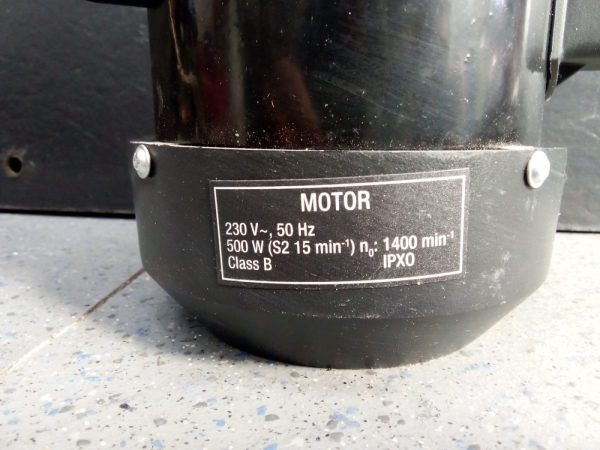 MOTOR
230 V~, 50 Hz
500 W (S2 15 min⁻¹) n₀: 1400 min⁻¹
Class B IPXO